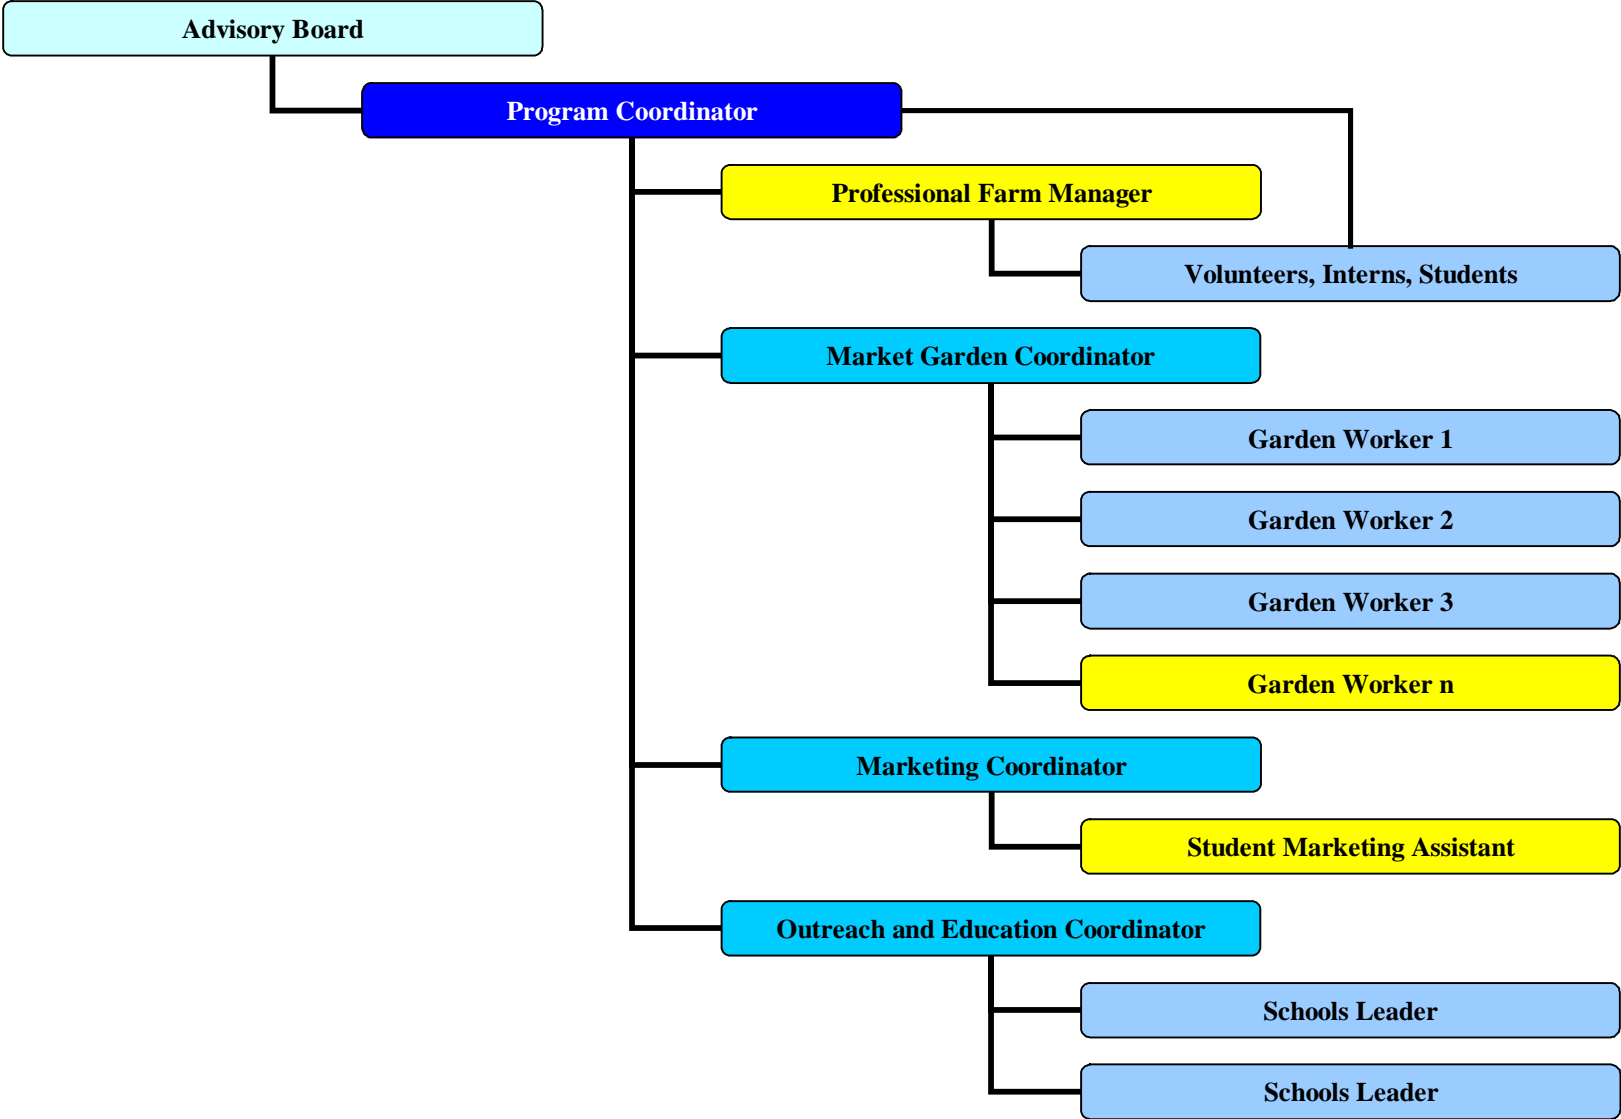 Advisory Board
Program Coordinator
Professional Farm Manager
Volunteers, Interns, Students
Market Garden Coordinator
Garden Worker 1
Garden Worker 2
Garden Worker 3
Garden Worker n
Marketing Coordinator
Student Marketing Assistant
Outreach and Education Coordinator
Schools Leader
Schools Leader